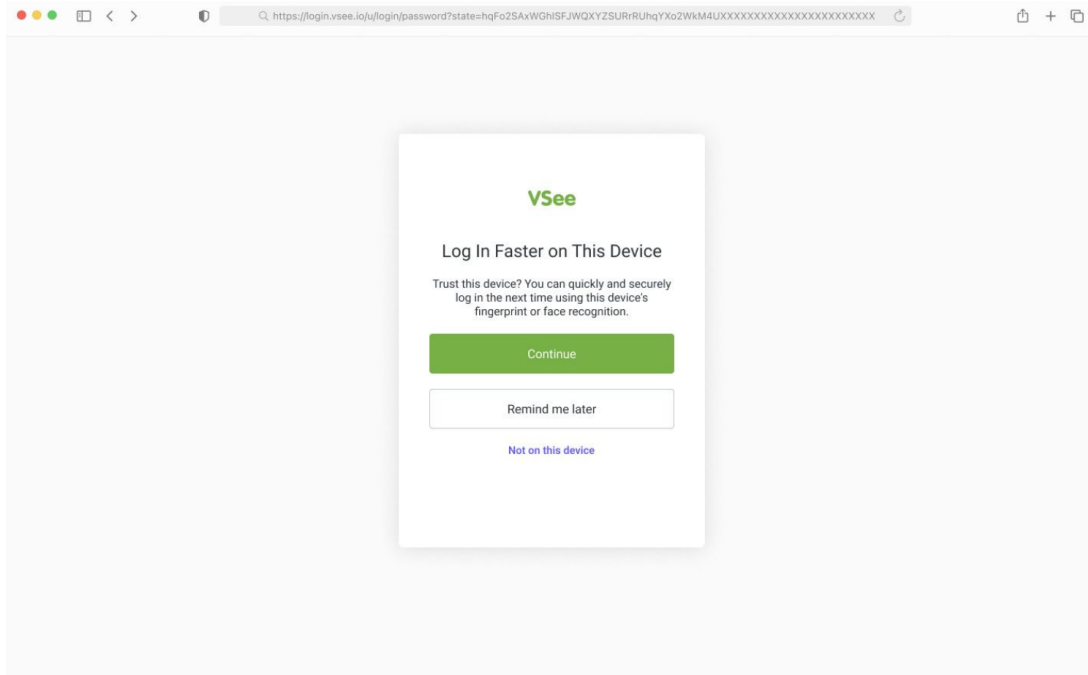 https://login.vsee.io/u/login/password?state=hqFo2SAxWGhlSFJWQXYZSURrRUhqYXo2WkM4UXXXXXXXXXXXXXXXXXXXXXXX
VSee
Log In Faster on This Device
Trust this device? You can quickly and securely
log in the next time using this device's
fingerprint or face recognition.
Continue
Remind me later
Not on this device